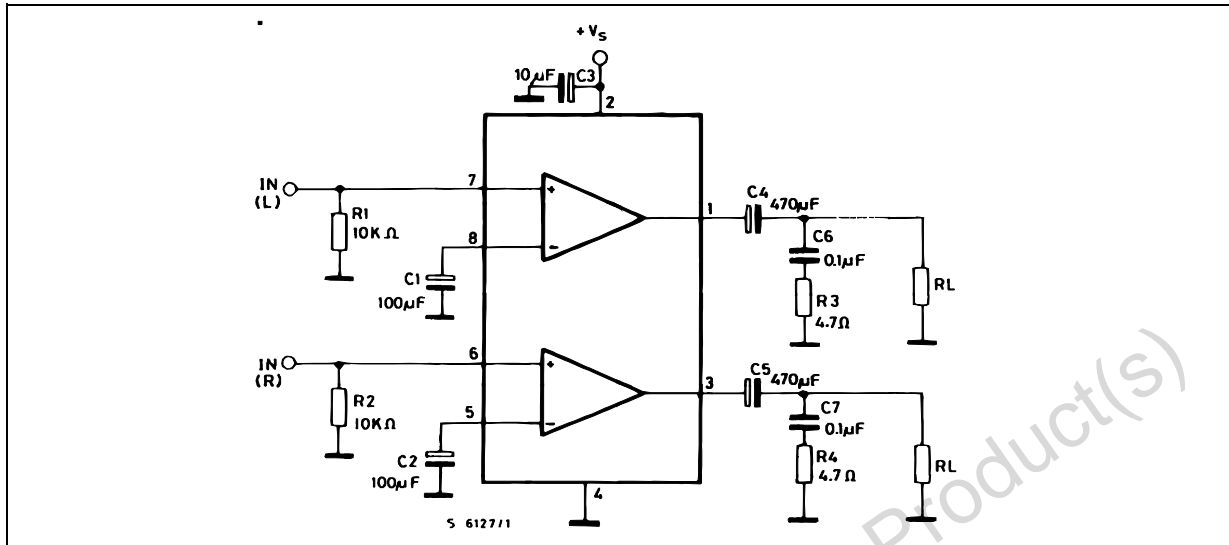 + Vs
10 µF
C3
2
IN
(L)
7
R1
10KΩ
8
C1
100µF
+
−
1
C4
470µF
C6
0.1µF
R3
4.7Ω
RL
IN
(R)
6
R2
10KΩ
5
C2
100µF
+
−
3
C5
470µF
C7
0.1µF
R4
4.7Ω
RL
4
S 6127/1
Product(s)